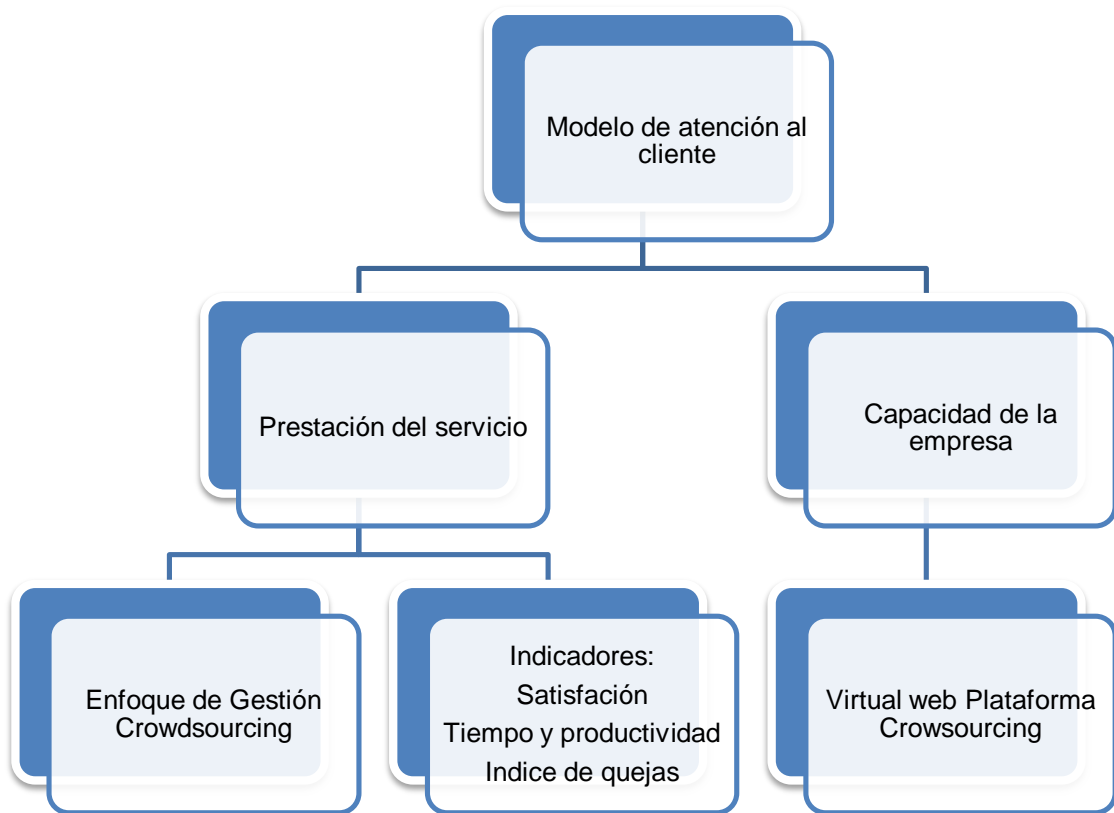 Modelo de atención al
cliente
Prestación del servicio
Capacidad de la
empresa
Enfoque de Gestión
Crowdsourcing
Indicadores:
Satisfación
Tiempo y productividad
Indice de quejas
Virtual web Plataforma
Crowsourcing